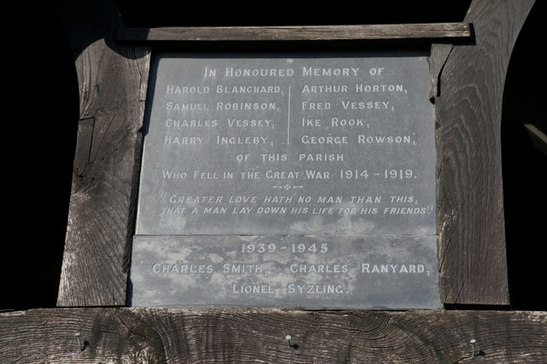 In Honoured Memory of
Harold Blanchard, Arthur Horton,
Samuel Robinson, Fred Vessey,
Charles Vessey, Ike Rook,
Harry Ingleby, George Rowson,
of this Parish
Who fell in the Great War 1914-1919.
"Greater love hath no man than this,
that a man lay down his life for his friends"
1939-1945
Charles Smith, Charles Ranyard,
Lionel Syzling.